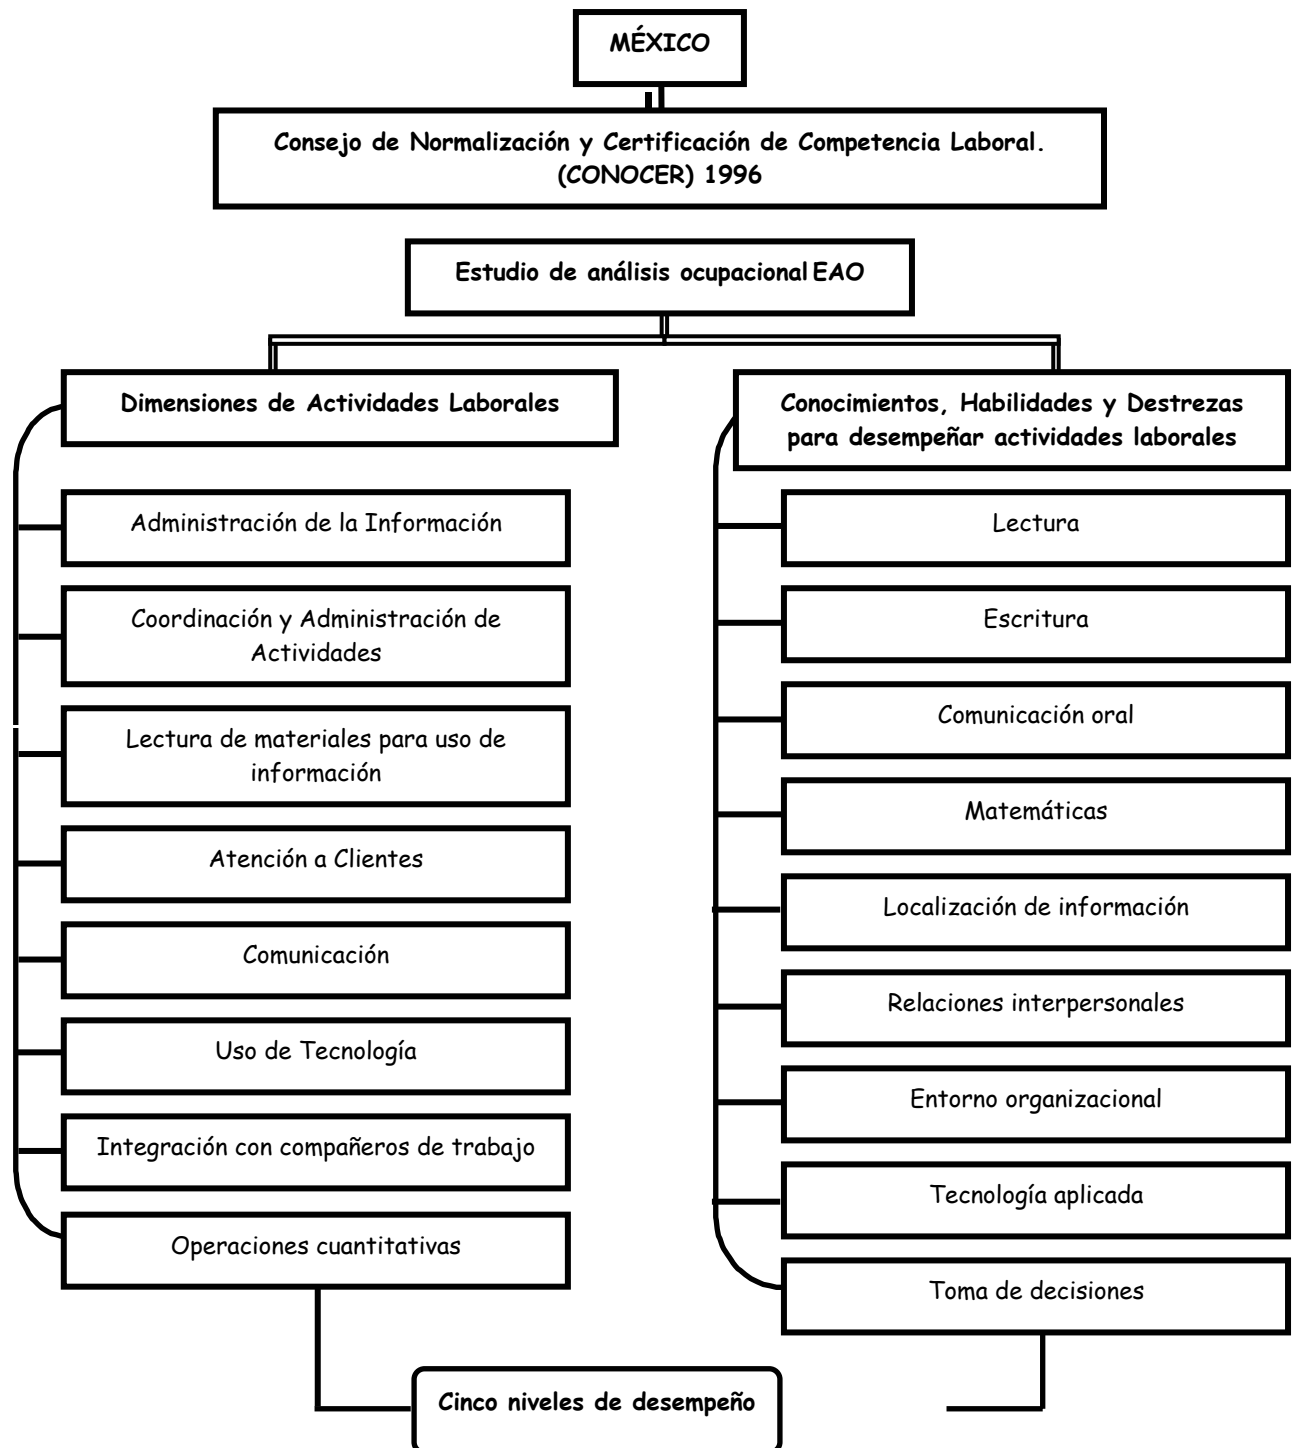 MÉXICO
Consejo de Normalización y Certificación de Competencia Laboral.
(CONOCER) 1996
Estudio de análisis ocupacional EAO
Dimensiones de Actividades Laborales
Administración de la Información
Coordinación y Administración de
Actividades
Lectura de materiales para uso de
información
Atención a Clientes
Comunicación
Uso de Tecnología
Integración con compañeros de trabajo
Operaciones cuantitativas
Conocimientos, Habilidades y Destrezas
para desempeñar actividades laborales
Lectura
Escritura
Comunicación oral
Matemáticas
Localización de información
Relaciones interpersonales
Entorno organizacional
Tecnología aplicada
Toma de decisiones
Cinco niveles de desempeño